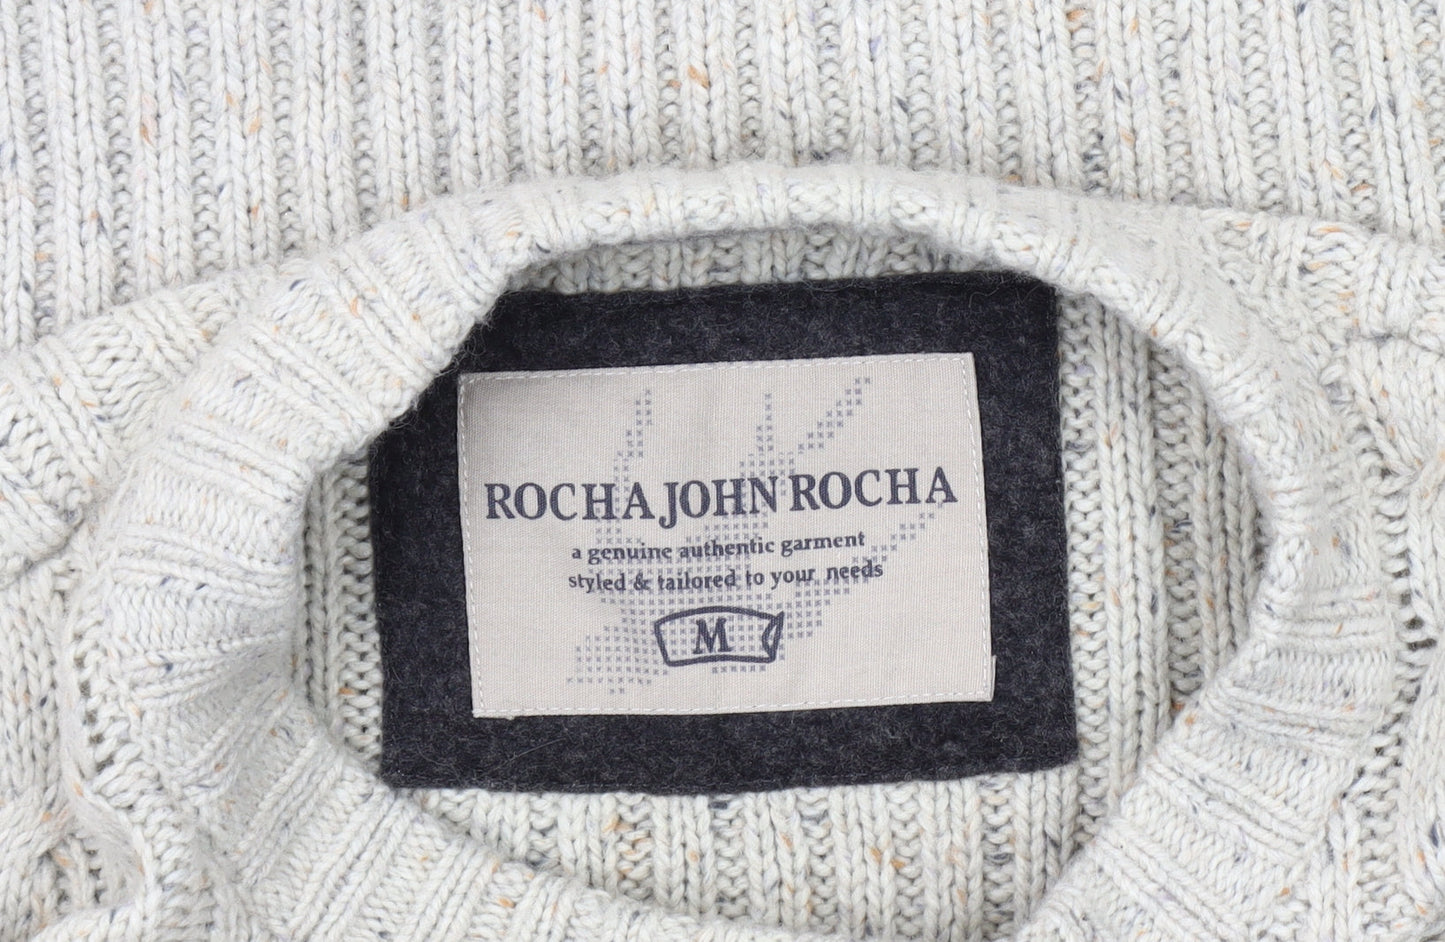 ROCHA JOHN ROCHA
a genuine authentic garment
styled & tailored to your needs
M